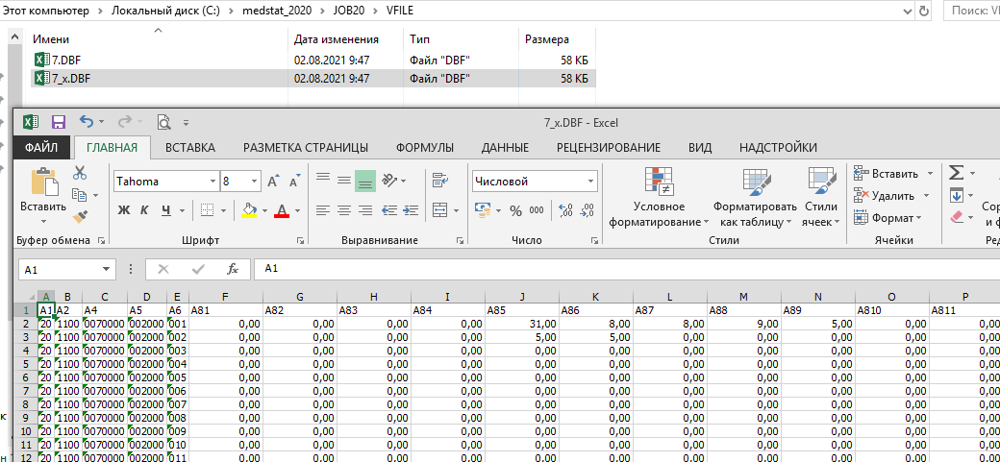 Этот компьютер › Локальный диск (C:) › medstat_2020 › JOB20 › VFILE
Поиск: VI
Имени Дата изменения Тип Размера
7.DBF 02.08.2021 9:47 Файл "DBF" 58 КБ
7_x.DBF 02.08.2021 9:47 Файл "DBF" 58 КБ
7_x.DBF - Excel
ФАЙЛ ГЛАВНАЯ ВСТАВКА РАЗМЕТКА СТРАНИЦЫ ФОРМУЛЫ ДАННЫЕ РЕЦЕНЗИРОВАНИЕ ВИД НАДСТРОЙКИ
Вставить
Tahoma 8
Ж К Ч А
Числовой
% 000
Условное форматирование
Форматировать как таблицу
Стили ячеек
Вставить
Удалить
Формат
Сор
и ф
Буфер обмена Шрифт Выравнивание Число Стили Ячейки Ред
A1 A1
A B C D E F G H I J K L M N O P
1 A1 A2 A4 A5 A6 A81 A82 A83 A84 A85 A86 A87 A88 A89 A810 A811
2 20 1100 0070000 002000 001 0,00 0,00 0,00 0,00 31,00 8,00 8,00 9,00 5,00 0,00 0,00
3 20 1100 0070000 002000 002 0,00 0,00 0,00 0,00 5,00 5,00 0,00 0,00 0,00 0,00 0,00
4 20 1100 0070000 002000 003 0,00 0,00 0,00 0,00 0,00 0,00 0,00 0,00 0,00 0,00 0,00
5 20 1100 0070000 002000 004 0,00 0,00 0,00 0,00 0,00 0,00 0,00 0,00 0,00 0,00 0,00
6 20 1100 0070000 002000 005 0,00 0,00 0,00 0,00 0,00 0,00 0,00 0,00 0,00 0,00 0,00
7 20 1100 0070000 002000 006 0,00 0,00 0,00 0,00 0,00 0,00 0,00 0,00 0,00 0,00 0,00
8 20 1100 0070000 002000 007 0,00 0,00 0,00 0,00 0,00 0,00 0,00 0,00 0,00 0,00 0,00
9 20 1100 0070000 002000 008 0,00 0,00 0,00 0,00 0,00 0,00 0,00 0,00 0,00 0,00 0,00
10 20 1100 0070000 002000 009 0,00 0,00 0,00 0,00 0,00 0,00 0,00 0,00 0,00 0,00 0,00
11 20 1100 0070000 002000 010 0,00 0,00 0,00 0,00 0,00 0,00 0,00 0,00 0,00 0,00 0,00
12 20 1100 0070000 002000 011 0,00 0,00 0,00 0,00 0,00 0,00 0,00 0,00 0,00 0,00 0,00